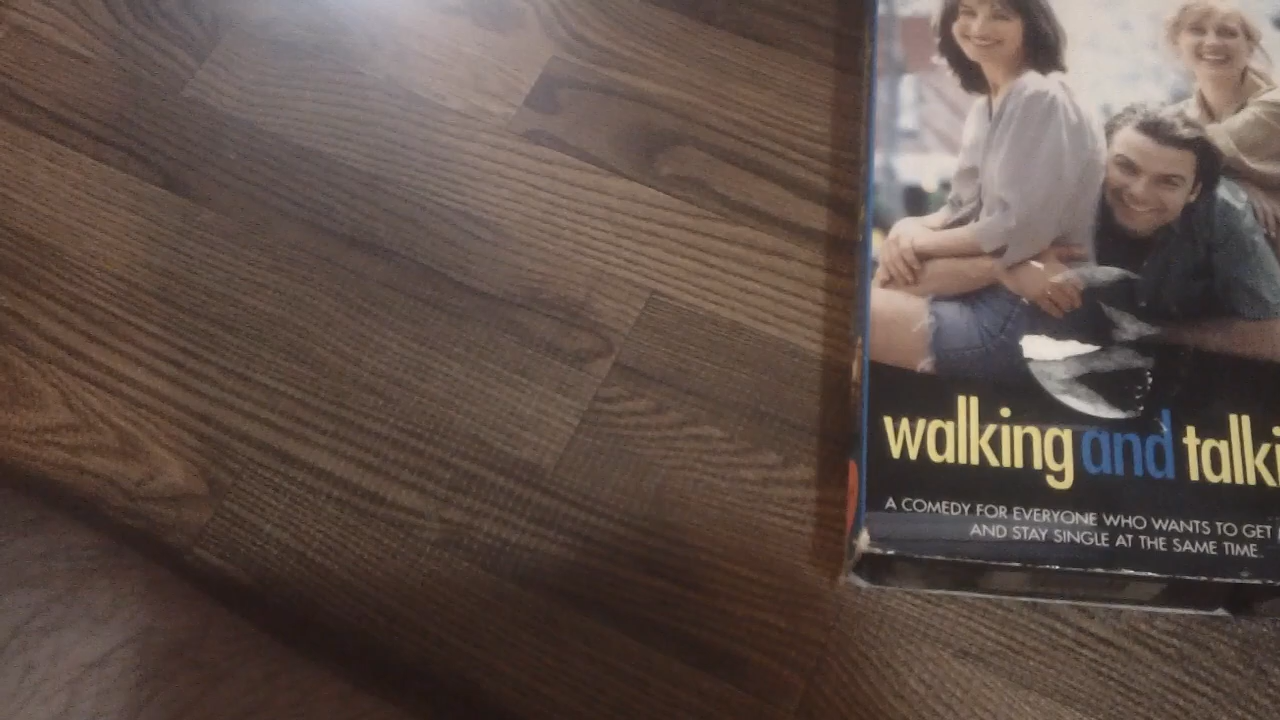 walking and talki
A COMEDY FOR EVERYONE WHO WANTS TO GET
AND STAY SINGLE AT THE SAME TIME.